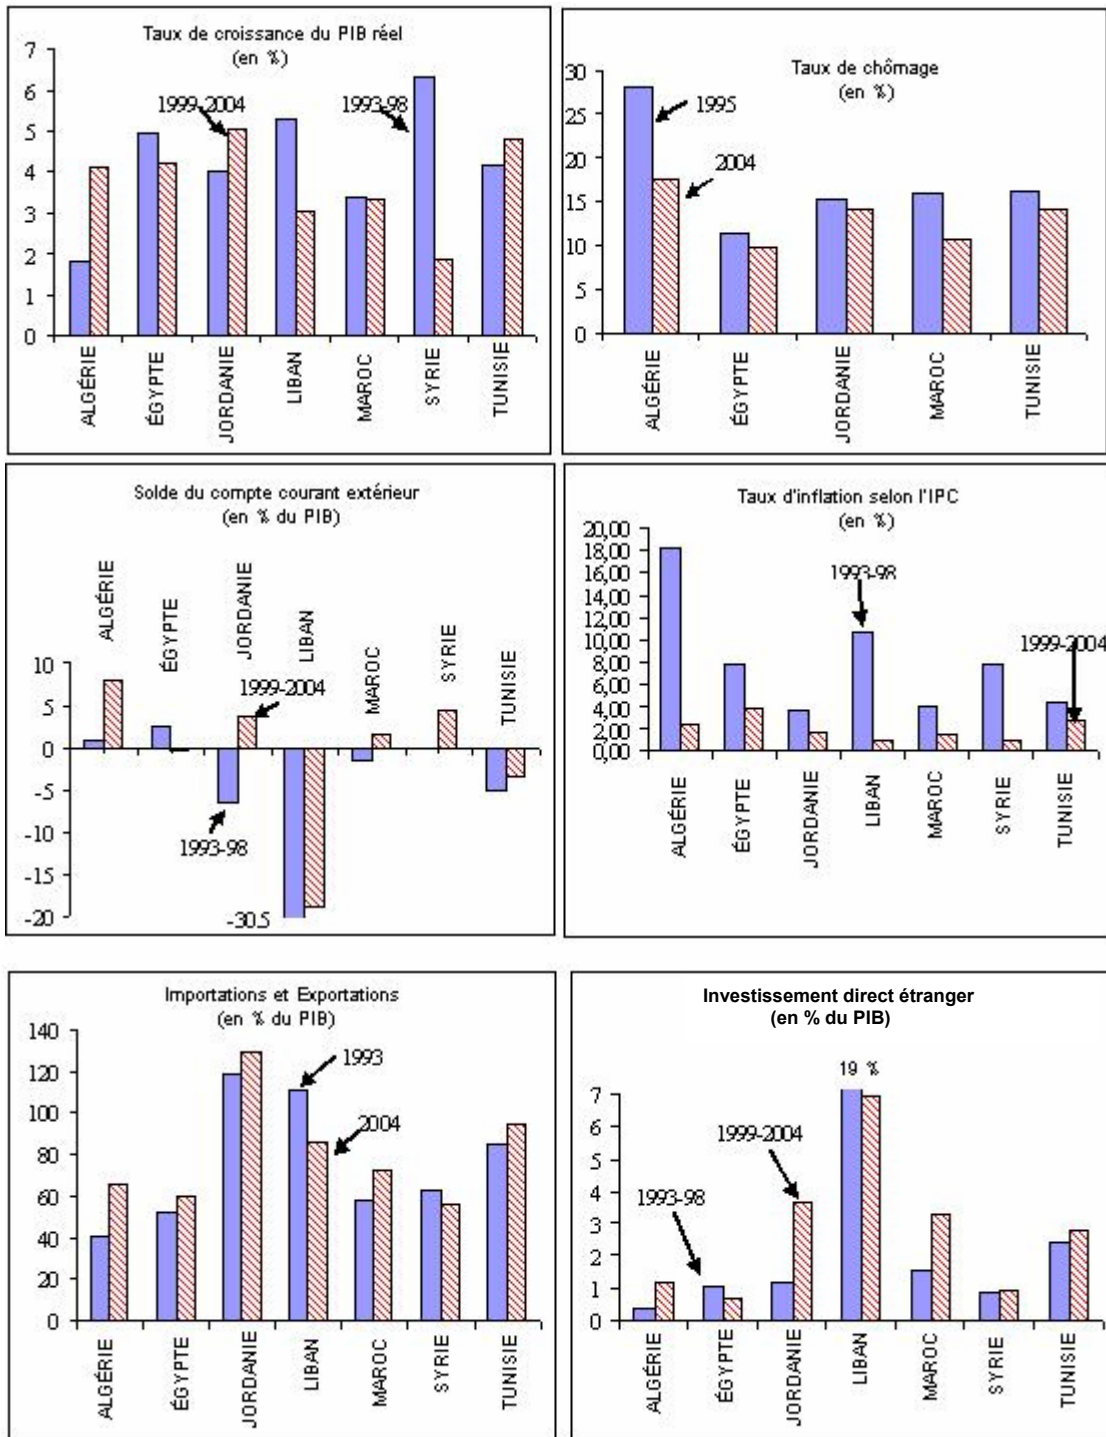 Taux de croissance du PIB réel
(en %)
7
6
5
4
3
2
1
0
1999-2004
1993-98
ALGÉRIE
ÉGYPTE
JORDANIE
LIBAN
MAROC
SYRIE
TUNISIE
Taux de chômage
(en %)
30
25
20
15
10
5
0
1995
2004
ALGÉRIE
ÉGYPTE
JORDANIE
MAROC
TUNISIE
Solde du compte courant extérieur
(en % du PIB)
ALGÉRIE
ÉGYPTE
JORDANIE
LIBAN
MAROC
SYRIE
TUNISIE
10
5
0
-5
-10
-15
-20
1999-2004
1993-98
-30.5
Taux d'inflation selon l'IPC
(en %)
20,00
18,00
16,00
14,00
12,00
10,00
8,00
6,00
4,00
2,00
0,00
1993-98
1999-2004
ALGÉRIE
ÉGYPTE
JORDANIE
LIBAN
MAROC
SYRIE
TUNISIE
Importations et Exportations
(en % du PIB)
140
120
100
80
60
40
20
0
1993
2004
ALGÉRIE
ÉGYPTE
JORDANIE
LIBAN
MAROC
SYRIE
TUNISIE
Investissement direct étranger
(en % du PIB)
19 %
7
6
5
4
3
2
1
0
1999-2004
1993-98
ALGÉRIE
ÉGYPTE
JORDANIE
LIBAN
MAROC
SYRIE
TUNISIE